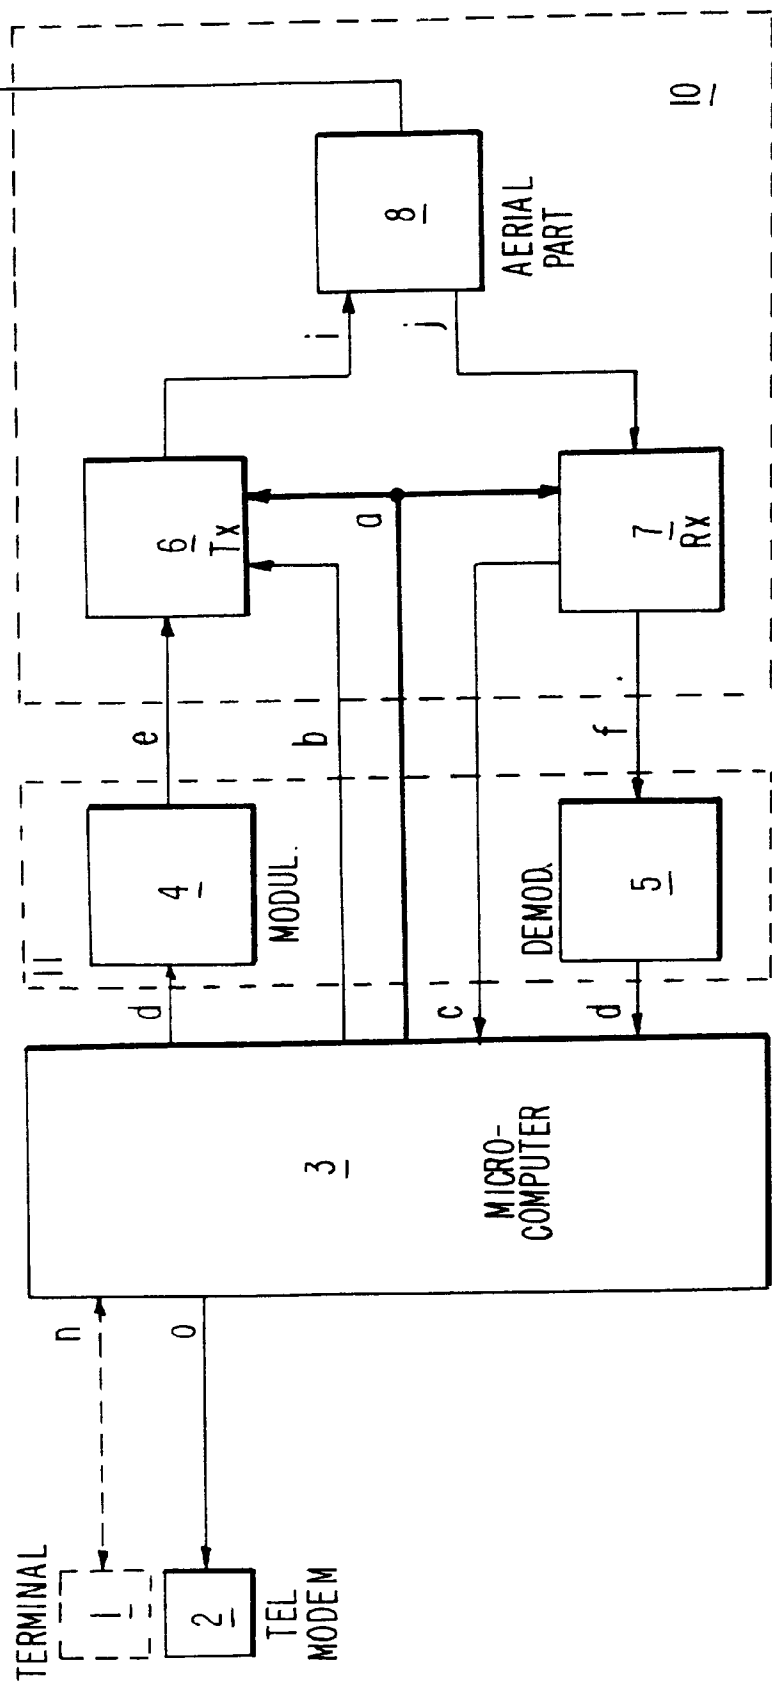 TERMINAL
1
2
TEL
MODEM
n
o
3
MICRO-
COMPUTER
d
b
c
d
11
4
MODUL.
DEMOD.
5
e
f
6
Tx
a
7
Rx
i
j
8
AERIAL
PART
10